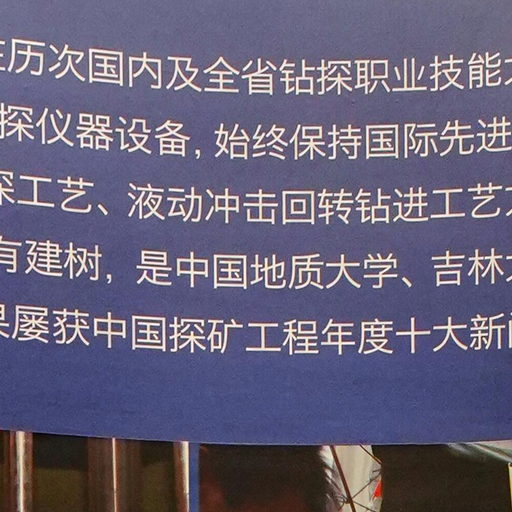 历次国内及全省钻探职业技能
探仪器设备，始终保持国际先进
工艺、液动冲击回转钻进工艺
有建树，是中国地质大学、吉林
屡获中国探矿工程年度十大新